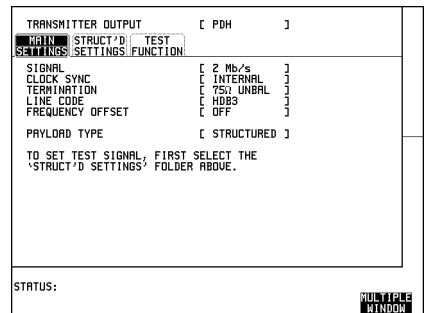 TRANSMITTER OUTPUT [ PDH ]
MAIN SETTINGS STRUCT'D SETTINGS TEST FUNCTION
SIGNAL [ 2 Mb/s ]
CLOCK SYNC [ INTERNAL ]
TERMINATION [ 75Ω UNBAL ]
LINE CODE [ HDB3 ]
FREQUENCY OFFSET [ OFF ]
PAYLOAD TYPE [ STRUCTURED ]
TO SET TEST SIGNAL, FIRST SELECT THE
'STRUCT'D SETTINGS' FOLDER ABOVE.
STATUS:
MULTIPLE
WINDOW